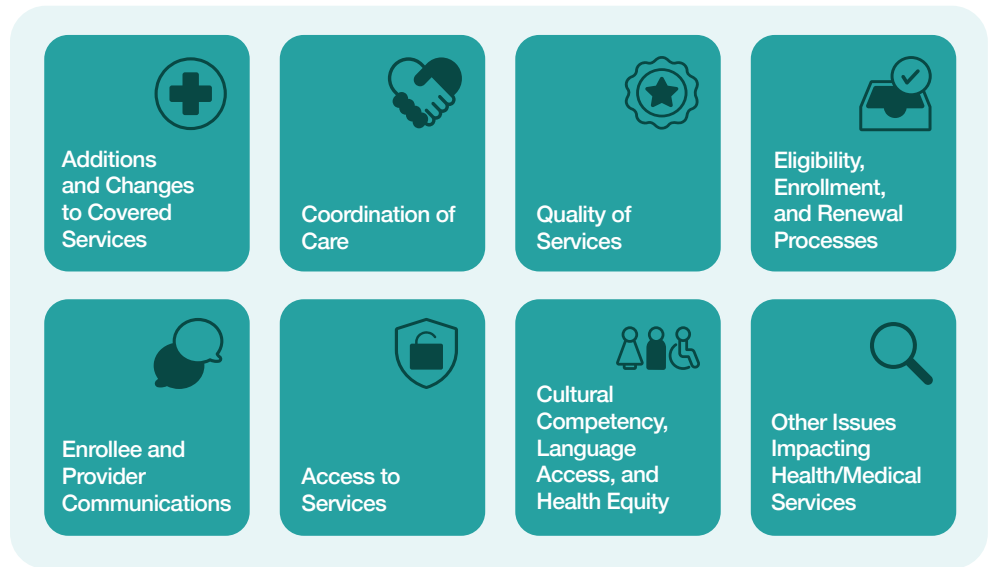 Additions
and Changes
to Covered
Services
Coordination of
Care
Quality of
Services
Eligibility,
Enrollment,
and Renewal
Processes
Enrollee and
Provider
Communications
Access to
Services
Cultural
Competency,
Language
Access, and
Health Equity
Other Issues
Impacting
Health/Medical
Services